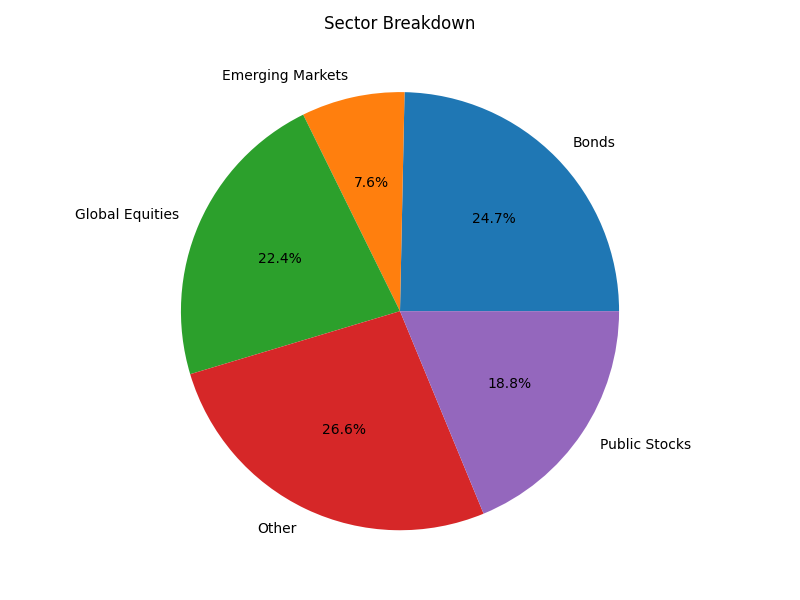 Sector Breakdown
Emerging Markets
Bonds
7.6%
24.7%
Global Equities
22.4%
18.8%
26.6%
Public Stocks
Other